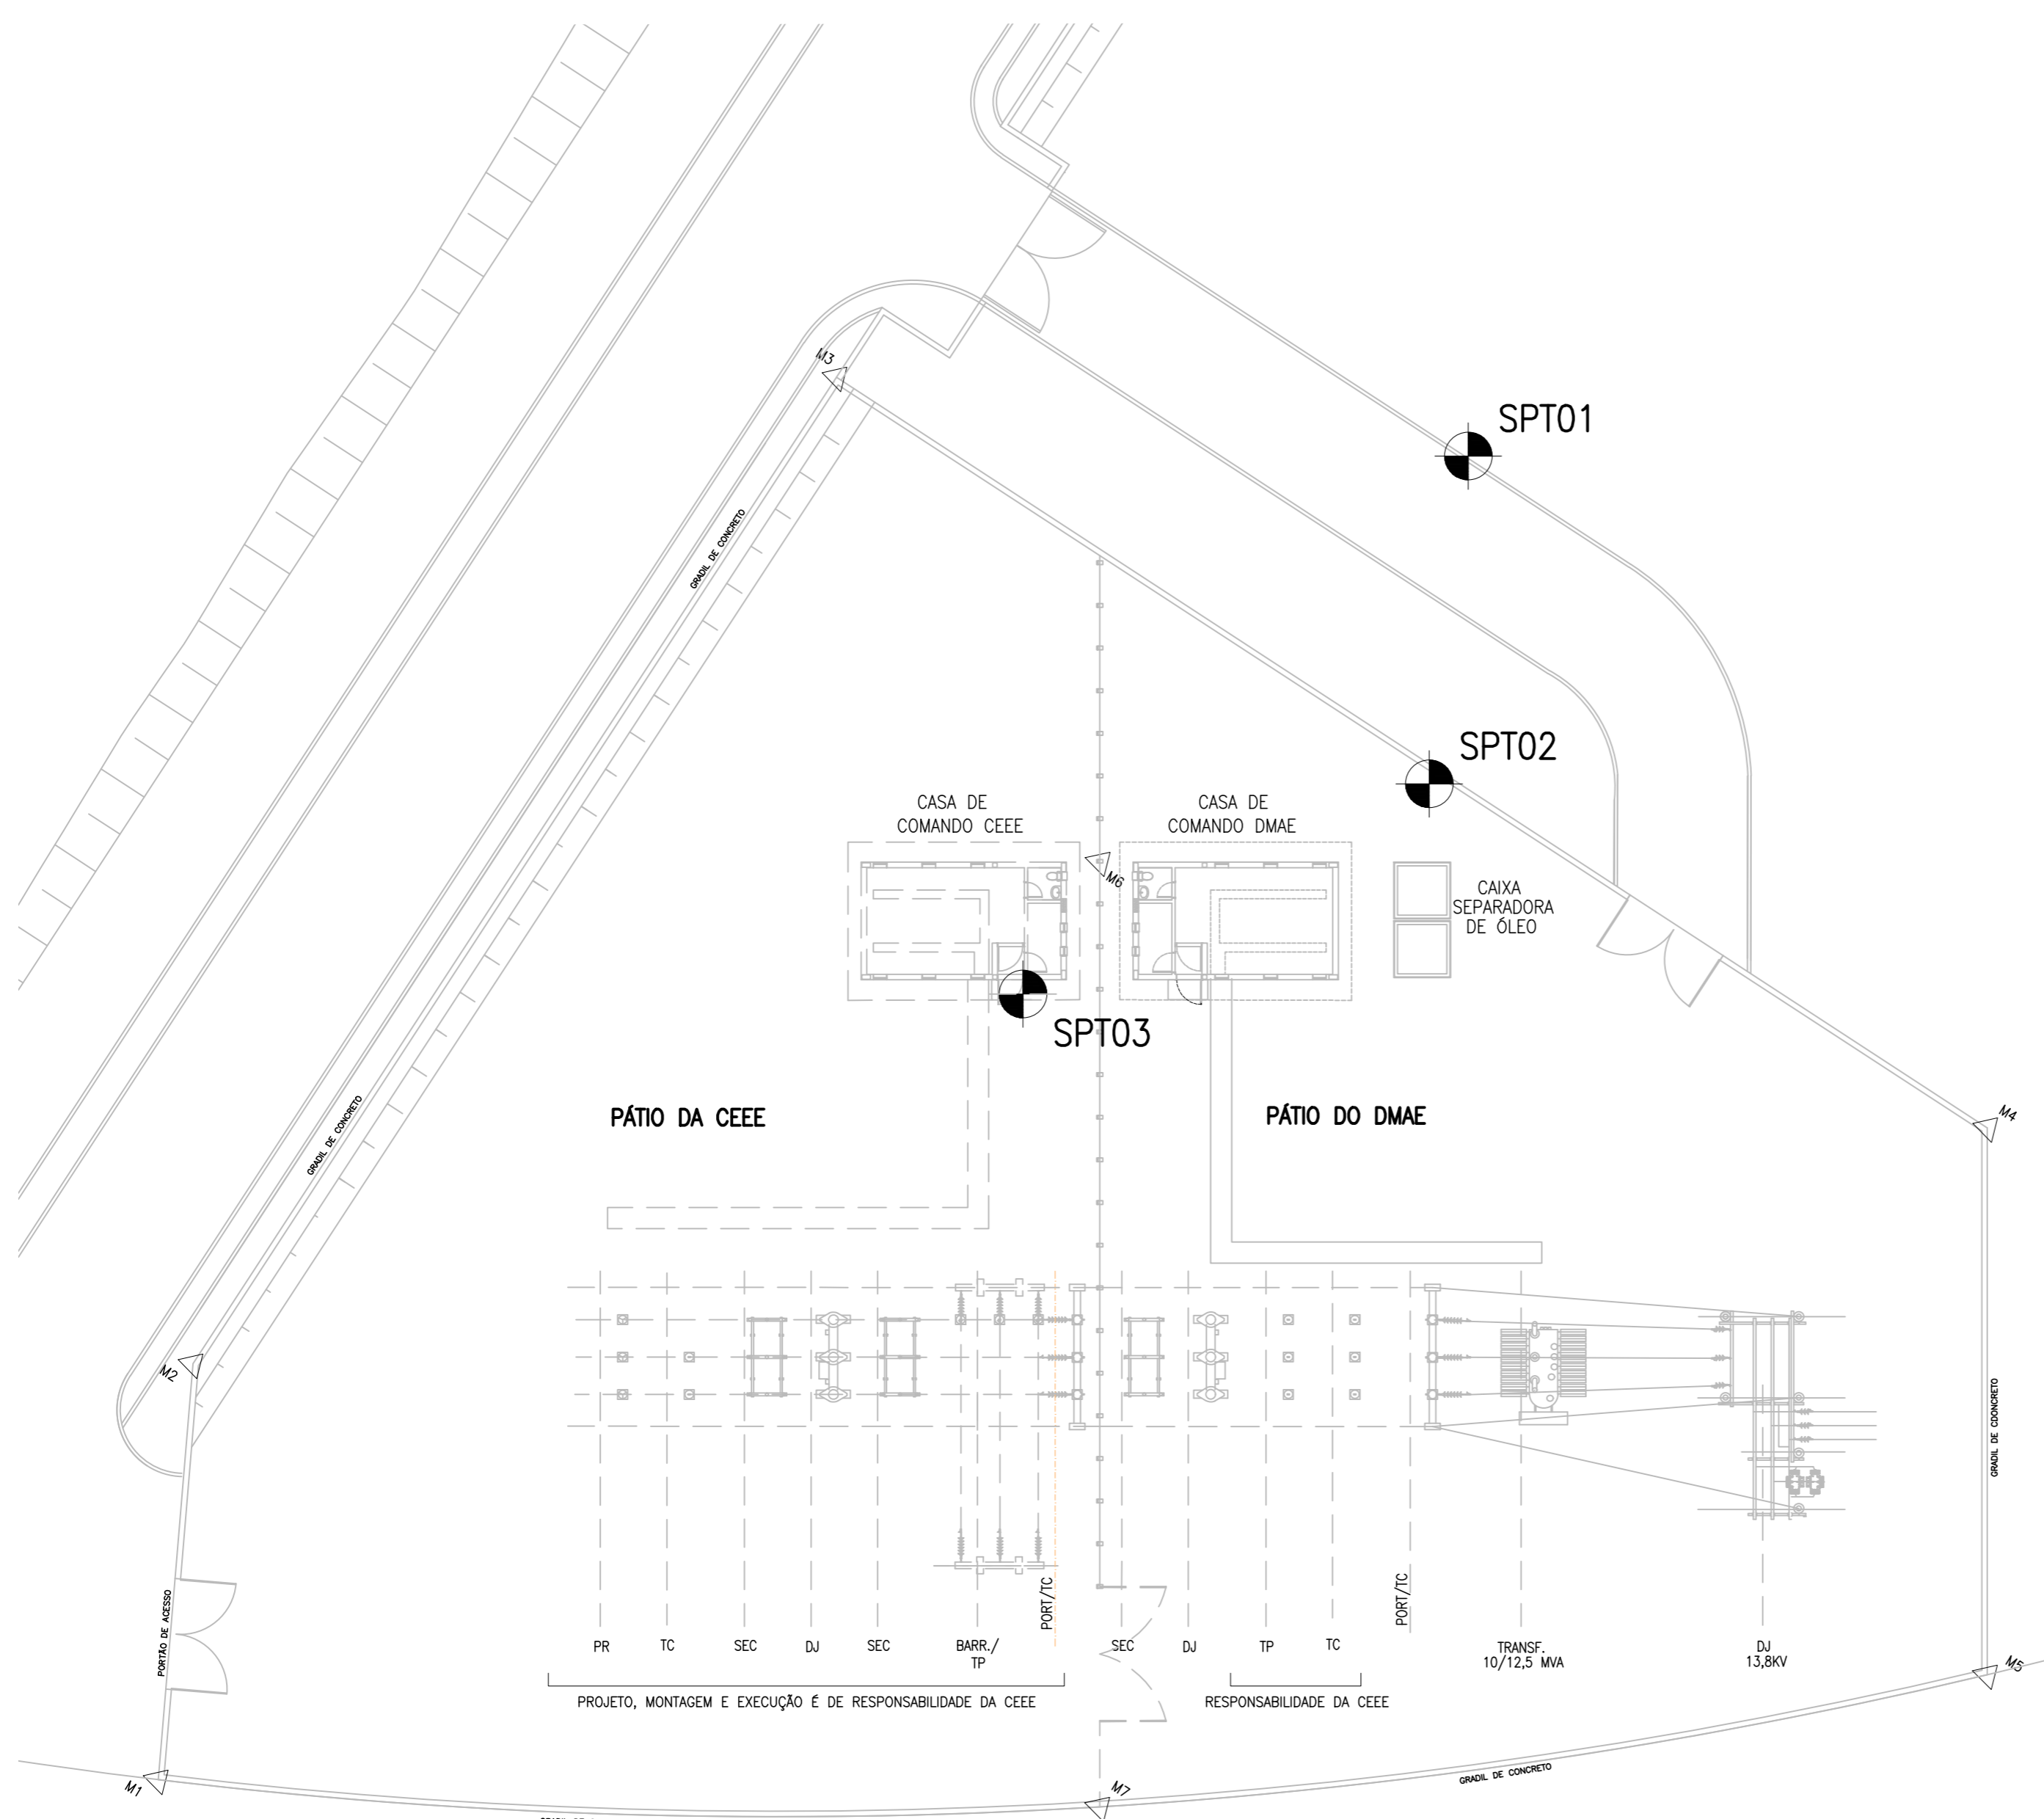 M3
SPT01
GRADIL DE CONCRETO
SPT02
CASA DE
COMANDO CEEE
CASA DE
COMANDO DMAE
M6
CAIXA
SEPARADORA
DE ÓLEO
SPT03
GRADIL DE CONCRETO
PÁTIO DA CEEE
PÁTIO DO DMAE
M4
M2
GRADIL DE CDONCRETO
PORTÃO DE ACESSO
PORT/TC
PORT/TC
PR
TC
SEC
DJ
SEC
BARR./
TP
SEC
DJ
TP
TC
TRANSF.
10/12,5 MVA
DJ
13,8KV
M5
PROJETO, MONTAGEM E EXECUÇÃO É DE RESPONSABILIDADE DA CEEE
RESPONSABILIDADE DA CEEE
GRADIL DE CONCRETO
M1
M7